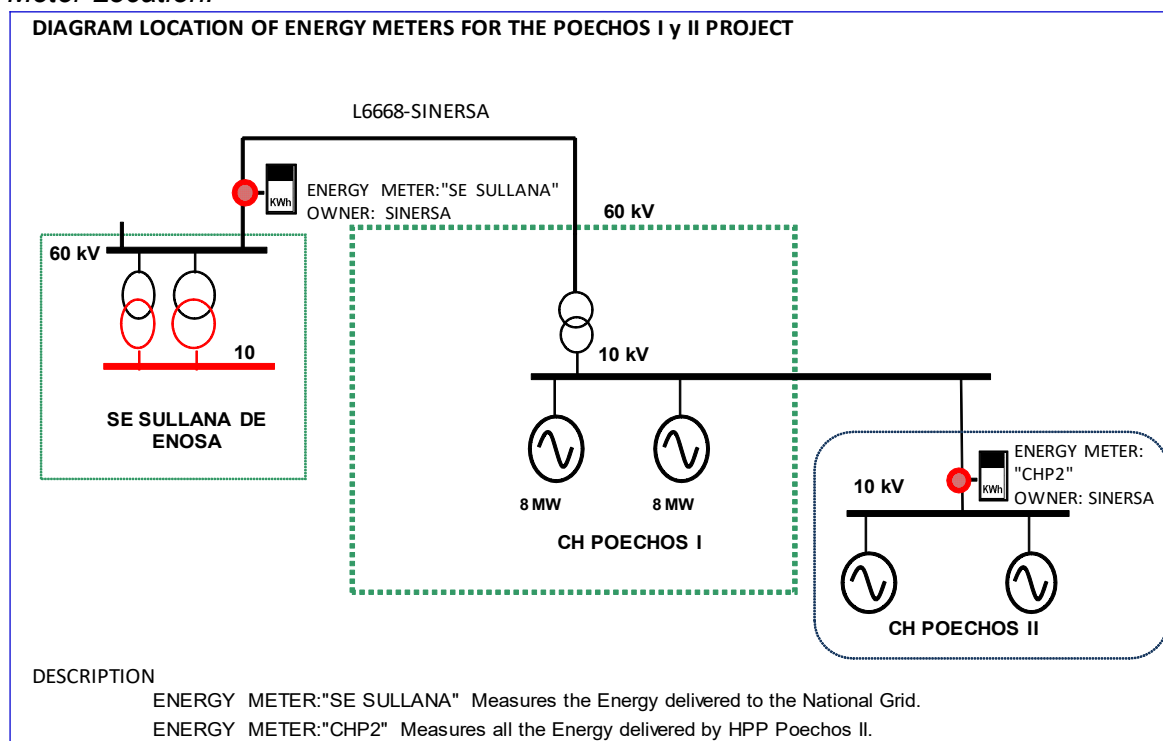 Meter Location:
DIAGRAM LOCATION OF ENERGY METERS FOR THE POECHOS I y II PROJECT
L6668-SINERSA
KWh
ENERGY METER:"SE SULLANA"
OWNER: SINERSA
60 kV
60 kV
10 kV
10
SE SULLANA DE
ENOSA
8 MW
8 MW
CH POECHOS I
KWh
ENERGY METER:
"CHP2"
OWNER: SINERSA
10 kV
CH POECHOS II
DESCRIPTION
ENERGY METER:"SE SULLANA" Measures the Energy delivered to the National Grid.
ENERGY METER:"CHP2" Measures all the Energy delivered by HPP Poechos II.